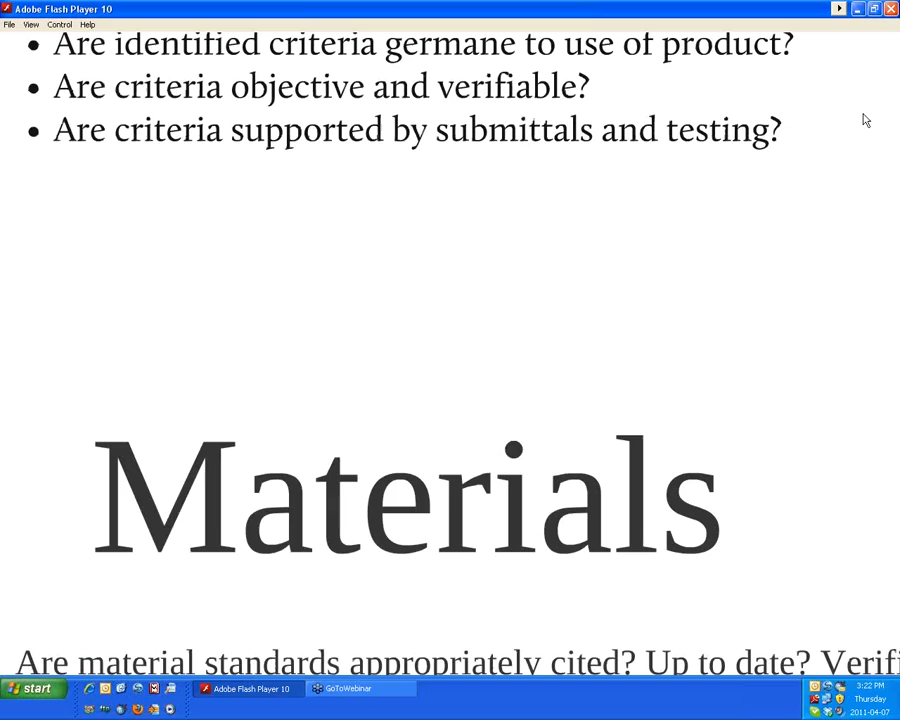 Adobe Flash Player 10
File View Control Help
• Are identified criteria germane to use of product?
• Are criteria objective and verifiable?
• Are criteria supported by submittals and testing?
Materials
Are material standards appropriately cited? Up to date? Verifi
start
Adobe Flash Player 10
GoToWebinar
3:22 PM
Thursday
2011-04-07